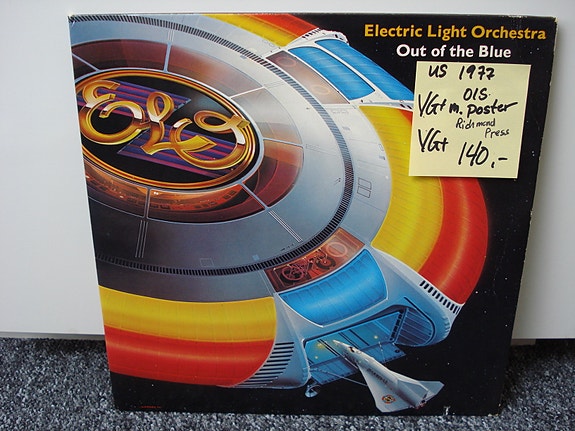 Electric Light Orchestra
Out of the Blue
US 1977
OIS.
VG+ m. poster
Richmond
Press
VG+ 140,-
ELO